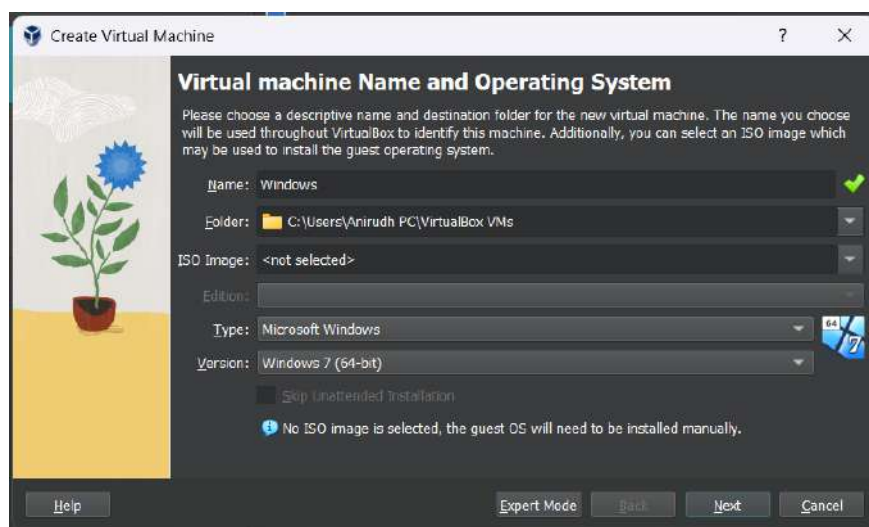 Create Virtual Machine
?
Virtual machine Name and Operating System
Please choose a descriptive name and destination folder for the new virtual machine. The name you choose
will be used throughout VirtualBox to identify this machine. Additionally, you can select an ISO image which
may be used to install the guest operating system.
Name: Windows
Folder: C:\Users\Anirudh PC\VirtualBox VMs
ISO Image: <not selected>
Edition:
Type: Microsoft Windows
64
7
Version: Windows 7 (64-bit)
Skip Unattended Installation
No ISO image is selected, the guest OS will need to be installed manually.
Help Expert Mode Back Next Cancel